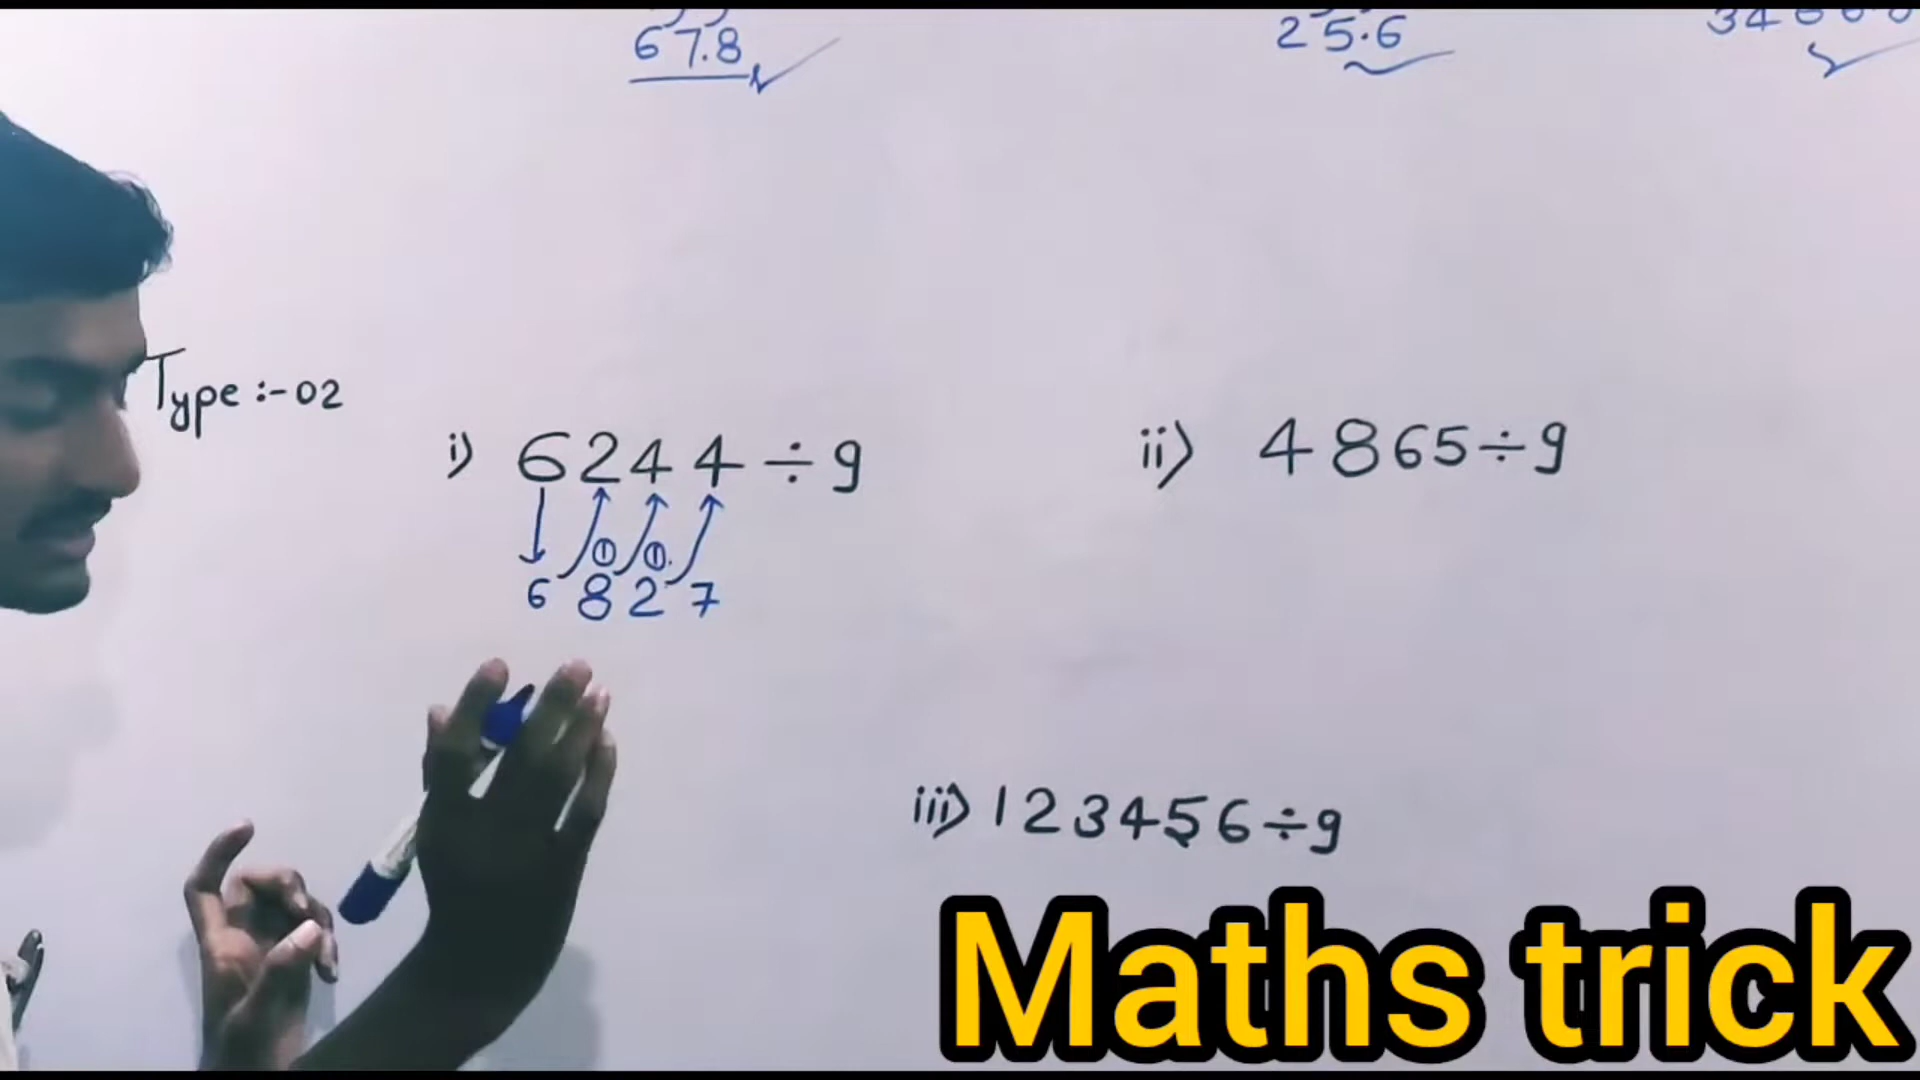 67.8
25.6
Type :- 02
i) 6244 ÷ 9
ii) 4865 ÷ 9
① ①
6 8 2 7
iii) 123456 ÷ 9
Maths trick